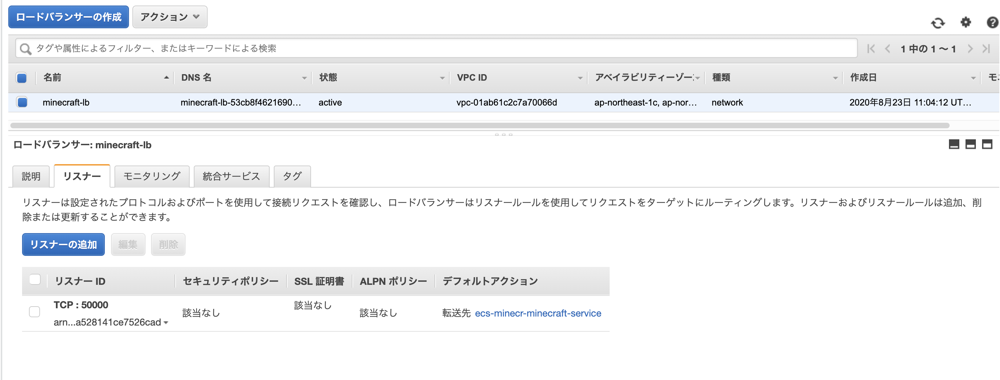 ロードバランサーの作成 アクション
タグや属性によるフィルター、またはキーワードによる検索 1 中の 1 ～ 1
名前 DNS 名 状態 VPC ID アベイラビリティーゾー 種類 作成日 モニ
minecraft-lb minecraft-lb-53cb8f4621690… active vpc-01ab61c2c7a70066d ap-northeast-1c, ap-nor… network 2020年8月23日 11:04:12 UT…
ロードバランサー: minecraft-lb
説明 リスナー モニタリング 統合サービス タグ
リスナーは設定されたプロトコルおよびポートを使用して接続リクエストを確認し、ロードバランサーはリスナールールを使用してリクエストをターゲットにルーティングします。リスナーおよびリスナールールは追加、削
除または更新することができます。
リスナーの追加 編集 削除
リスナー ID セキュリティポリシー SSL 証明書 ALPN ポリシー デフォルトアクション
TCP : 50000 該当なし 該当なし 該当なし 転送先 ecs-minecr-minecraft-service
arn...a528141ce7526cad